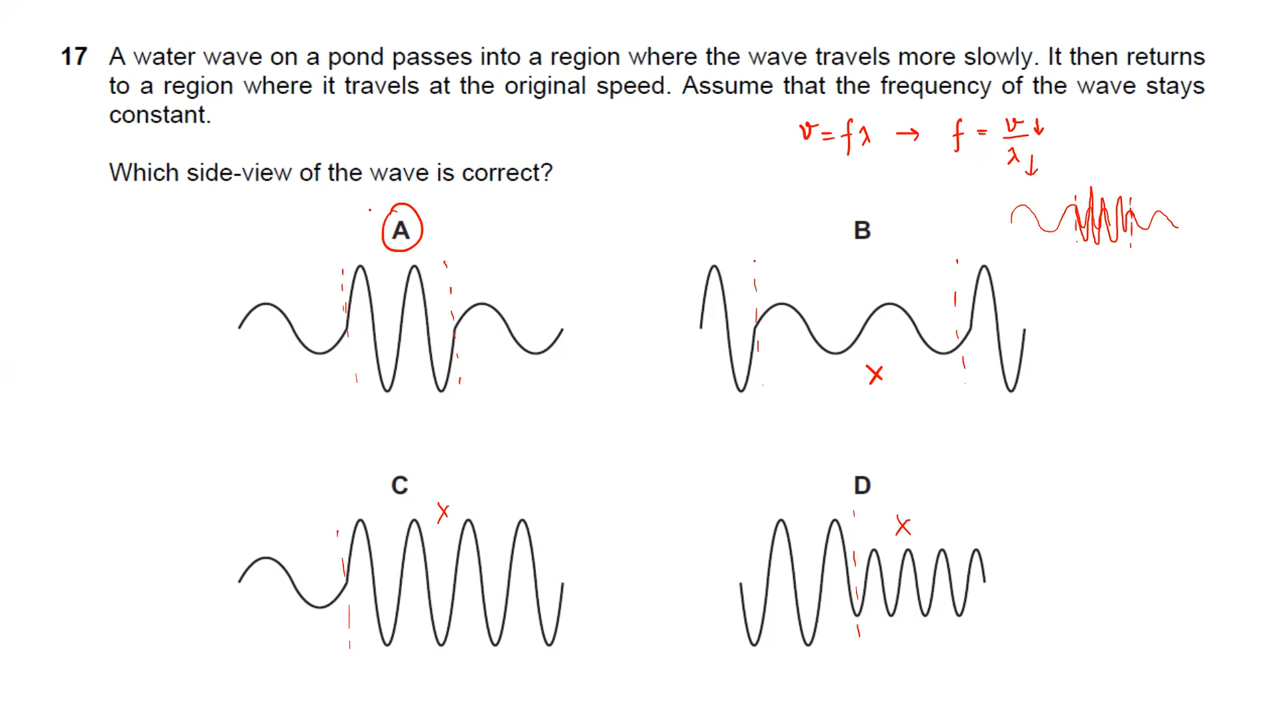 17 A water wave on a pond passes into a region where the wave travels more slowly. It then returns
to a region where it travels at the original speed. Assume that the frequency of the wave stays
constant.
v = fλ → f = v↓ / λ↓
Which side-view of the wave is correct?
A B
x
C D
x x